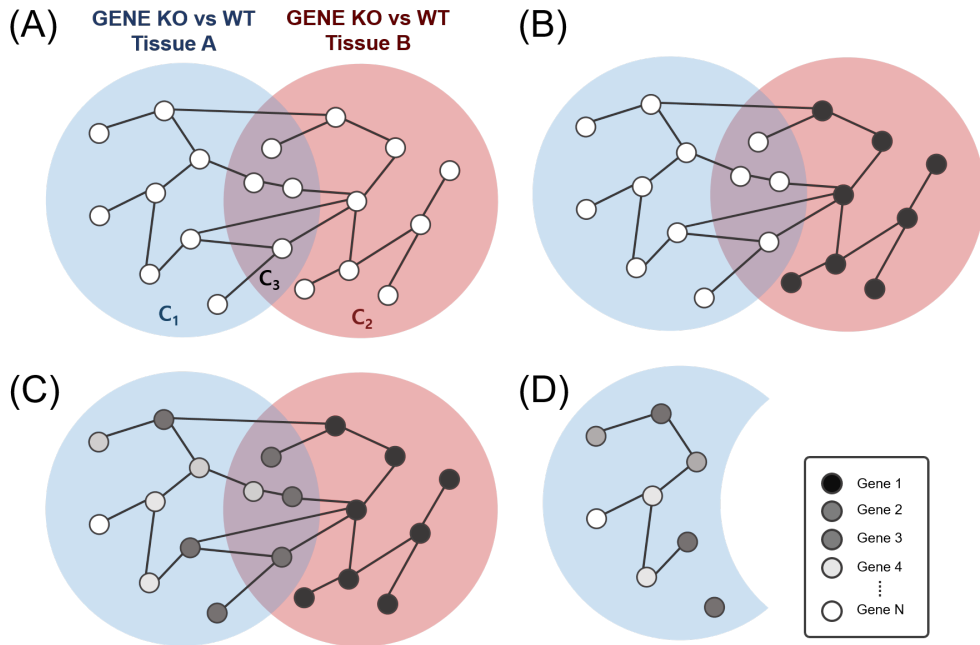 (A)
GENE KO vs WT
Tissue A
GENE KO vs WT
Tissue B
(B)
C₁
C₃
C₂
(C)
(D)
Gene 1
Gene 2
Gene 3
Gene 4
Gene N